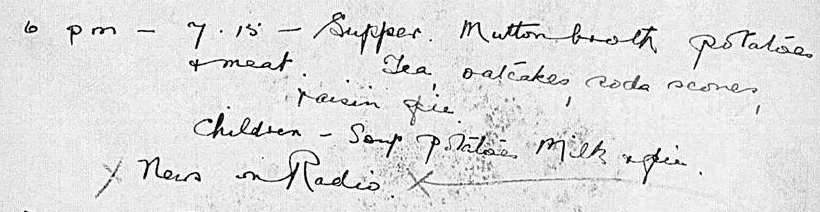 6 pm - 7.15 - Supper. Mutton broth potatoes
& meat. Tea, oatcakes, soda scones,
raisin pie.
Children - Soup potatoes Milk & pie.
X News on Radio. X